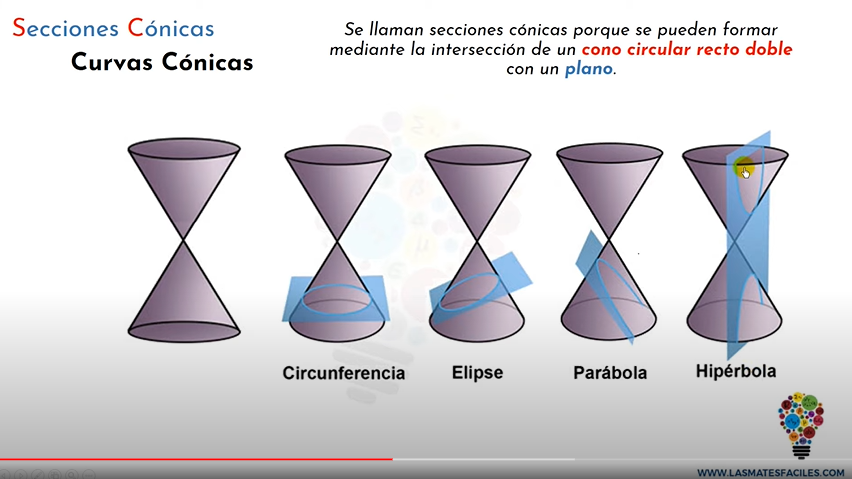 Secciones Cónicas
Curvas Cónicas
Se llaman secciones cónicas porque se pueden formar
mediante la intersección de un cono circular recto doble
con un plano.
Circunferencia
Elipse
Parábola
Hipérbola
WWW.LASMATESFACILES.COM